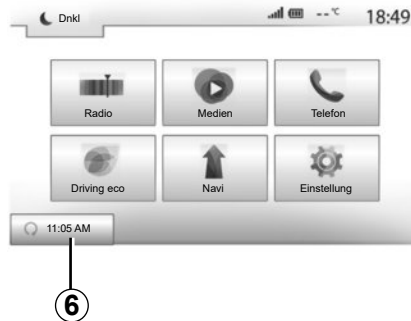 Dnkl
--°C
18:49
Radio
Medien
Telefon
Driving eco
Navi
Einstellung
11:05 AM
6